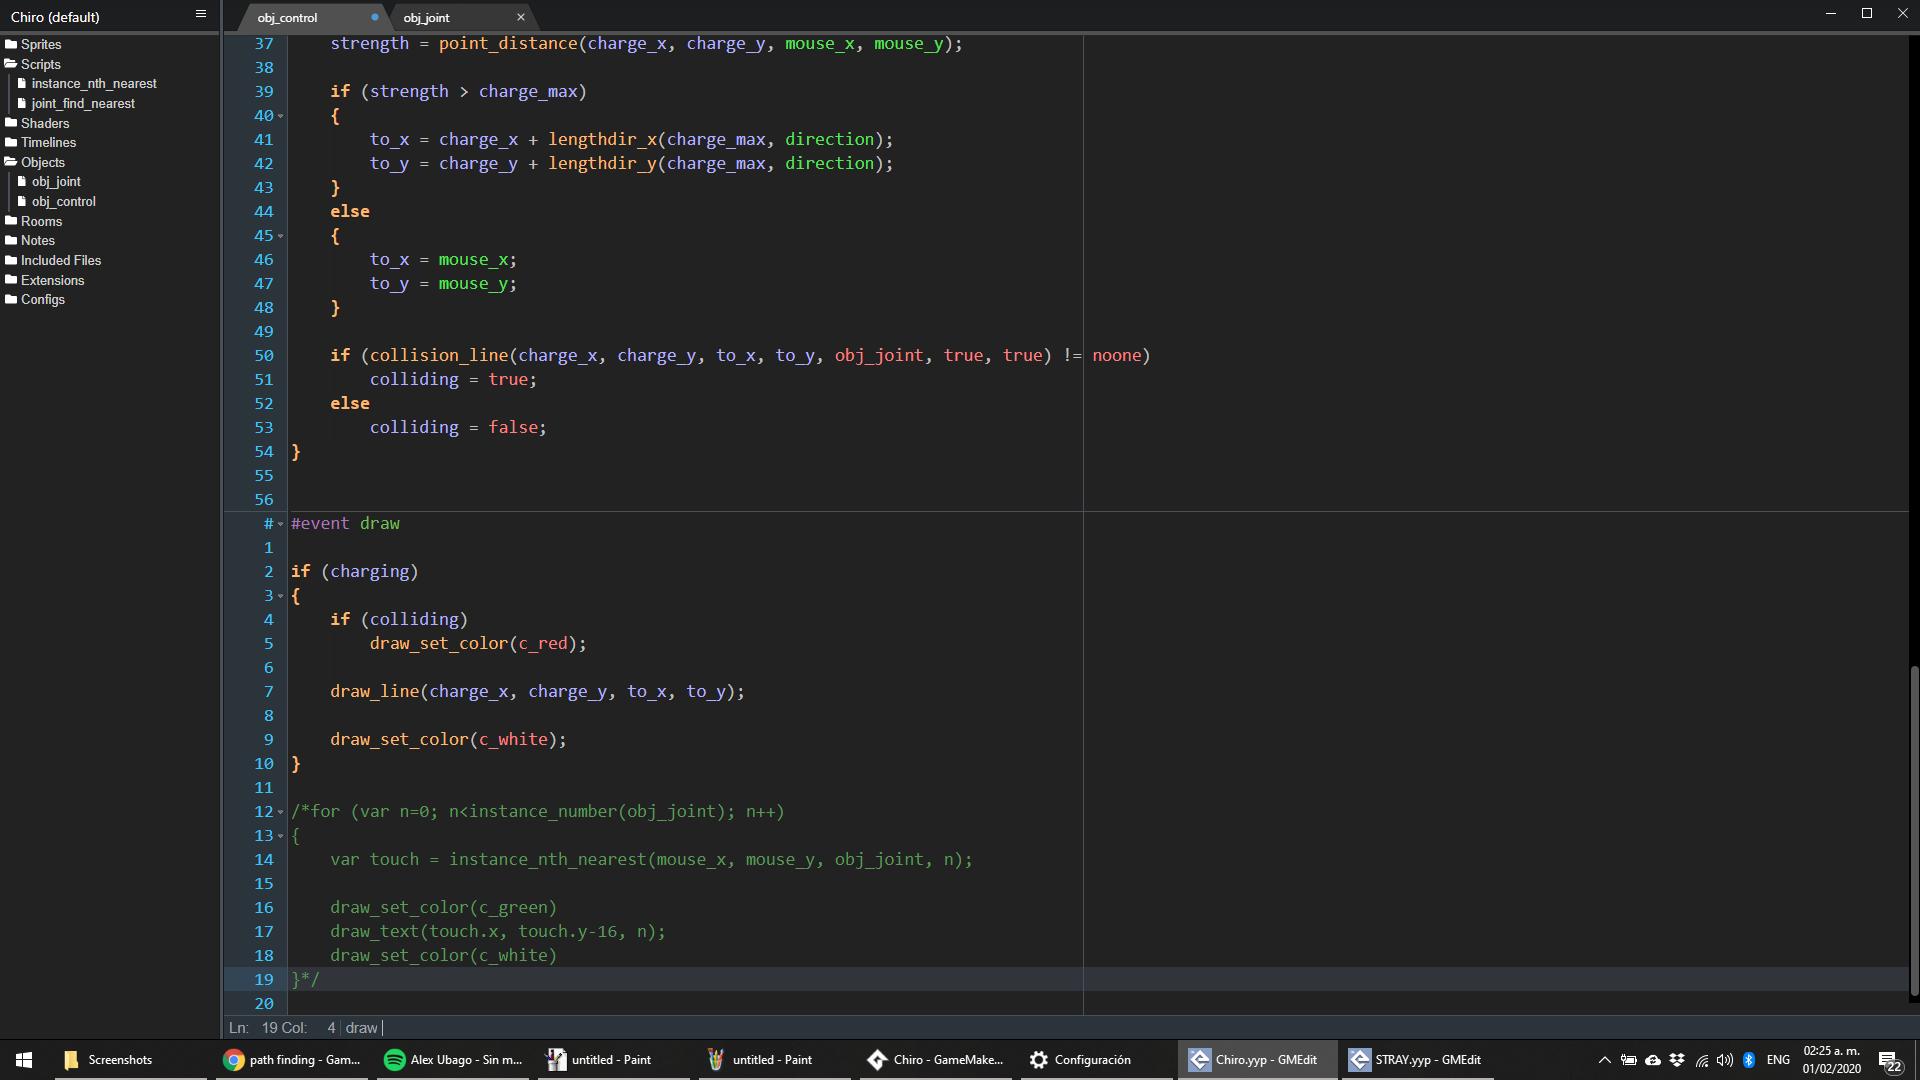 Chiro (default)
obj_control
obj_joint
Sprites
Scripts
instance_nth_nearest
joint_find_nearest
Shaders
Timelines
Objects
obj_joint
obj_control
Rooms
Notes
Included Files
Extensions
Configs
37 strength = point_distance(charge_x, charge_y, mouse_x, mouse_y);
38
39 if (strength > charge_max)
40 {
41 to_x = charge_x + lengthdir_x(charge_max, direction);
42 to_y = charge_y + lengthdir_y(charge_max, direction);
43 }
44 else
45 {
46 to_x = mouse_x;
47 to_y = mouse_y;
48 }
49
50 if (collision_line(charge_x, charge_y, to_x, to_y, obj_joint, true, true) != noone)
51 colliding = true;
52 else
53 colliding = false;
54 }
55
56
# #event draw
1
2 if (charging)
3 {
4 if (colliding)
5 draw_set_color(c_red);
6
7 draw_line(charge_x, charge_y, to_x, to_y);
8
9 draw_set_color(c_white);
10 }
11
12 /*for (var n=0; n<instance_number(obj_joint); n++)
13 {
14 var touch = instance_nth_nearest(mouse_x, mouse_y, obj_joint, n);
15
16 draw_set_color(c_green)
17 draw_text(touch.x, touch.y-16, n);
18 draw_set_color(c_white)
19 }*/
20
Ln: 19 Col: 4 draw
Screenshots
path finding - Gam...
Alex Ubago - Sin m...
untitled - Paint
untitled - Paint
Chiro - GameMake...
Configuración
Chiro.yyp - GMEdit
STRAY.yyp - GMEdit
ENG
02:25 a. m.
01/02/2020
22